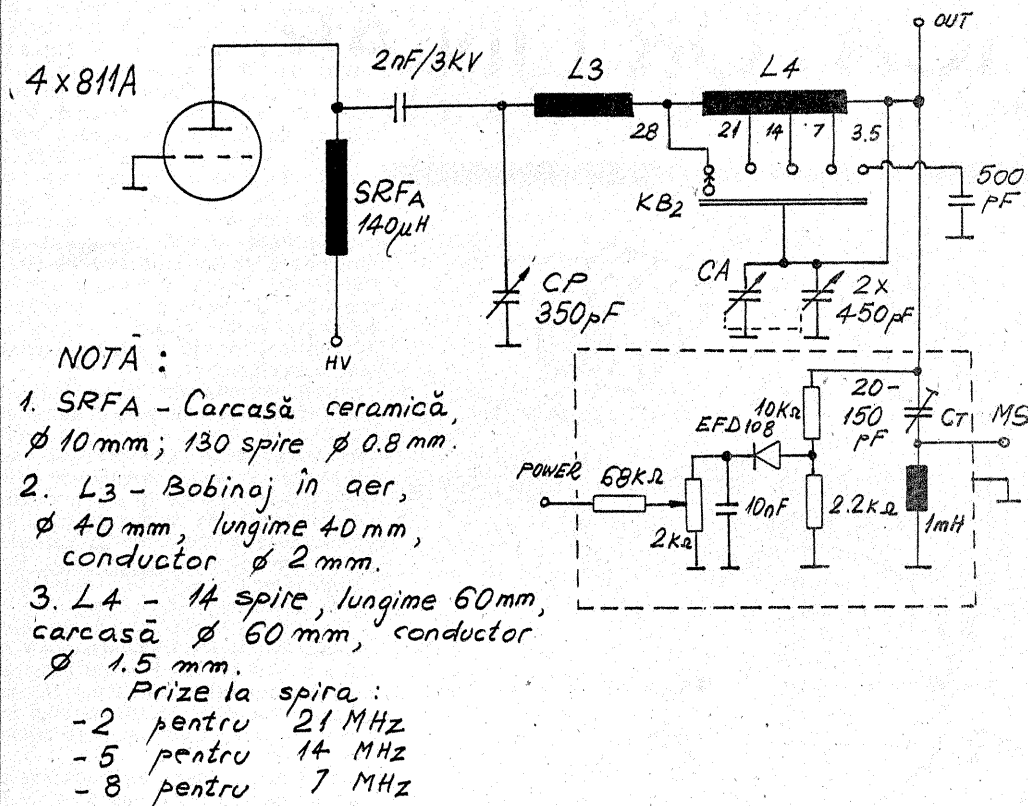 OUT
4x811A
2nF/3KV
L3
L4
28
21
14
7
3.5
SRFA
140µH
KB2
500
pF
CP
350pF
CA
2x
450pF
HV
NOTĂ :
1. SRFA - Carcasă ceramică,
ø 10 mm; 130 spire ø 0.8 mm.
2. L3 - Bobinaj în aer,
ø 40 mm, lungime 40 mm,
conductor ø 2 mm.
3. L4 - 14 spire, lungime 60mm,
carcasă ø 60 mm, conductor
ø 1.5 mm.
Prize la spira :
- 2 pentru 21 MHz
- 5 pentru 14 MHz
- 8 pentru 7 MHz
20-
150
pF
CT
MS
10KΩ
EFD108
POWER
68KΩ
2KΩ
10nF
2.2KΩ
1mH